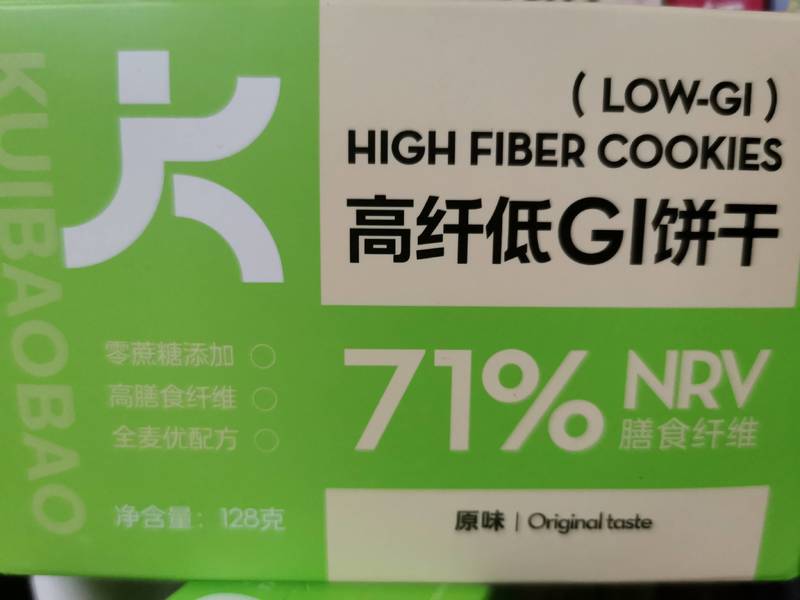 KUIBAOBAO
( LOW-GI )
HIGH FIBER COOKIES
高纤低GI饼干
零蔗糖添加
高膳食纤维
全麦优配方
净含量：128克
71% NRV
膳食纤维
原味 | Original taste